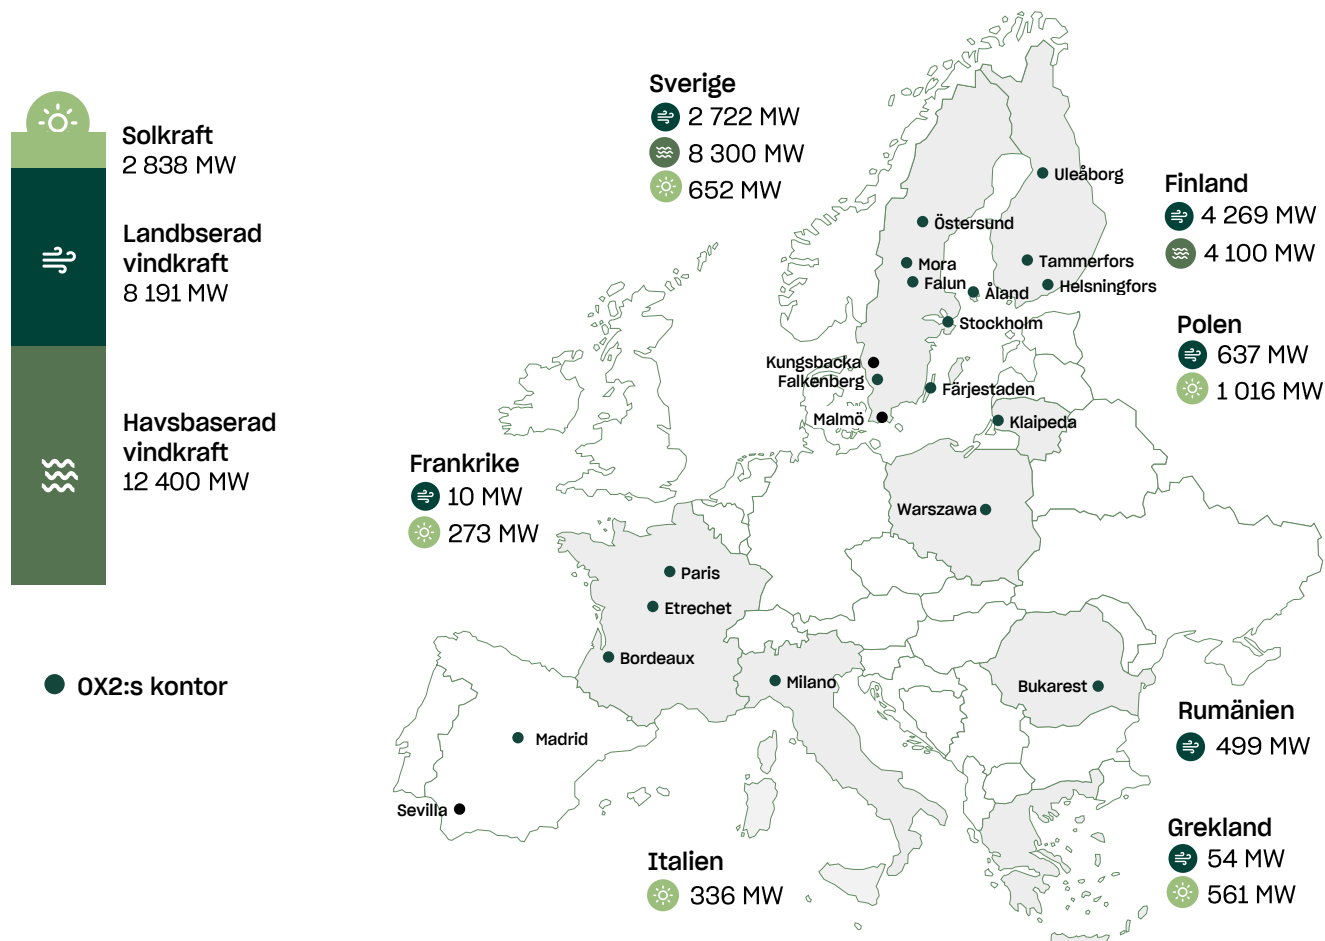 Solkraft
2 838 MW
Landbserad
vindkraft
8 191 MW
Havsbaserad
vindkraft
12 400 MW
OX2:s kontor
Sverige
2 722 MW
8 300 MW
652 MW
Finland
4 269 MW
4 100 MW
Polen
637 MW
1 016 MW
Frankrike
10 MW
273 MW
Rumänien
499 MW
Grekland
54 MW
561 MW
Italien
336 MW
Uleåborg
Östersund
Mora
Tammerfors
Falun
Åland
Helsningfors
Stockholm
Kungsbacka
Falkenberg
Färjestaden
Malmö
Klaipeda
Warszawa
Paris
Etrechet
Bordeaux
Milano
Bukarest
Madrid
Sevilla